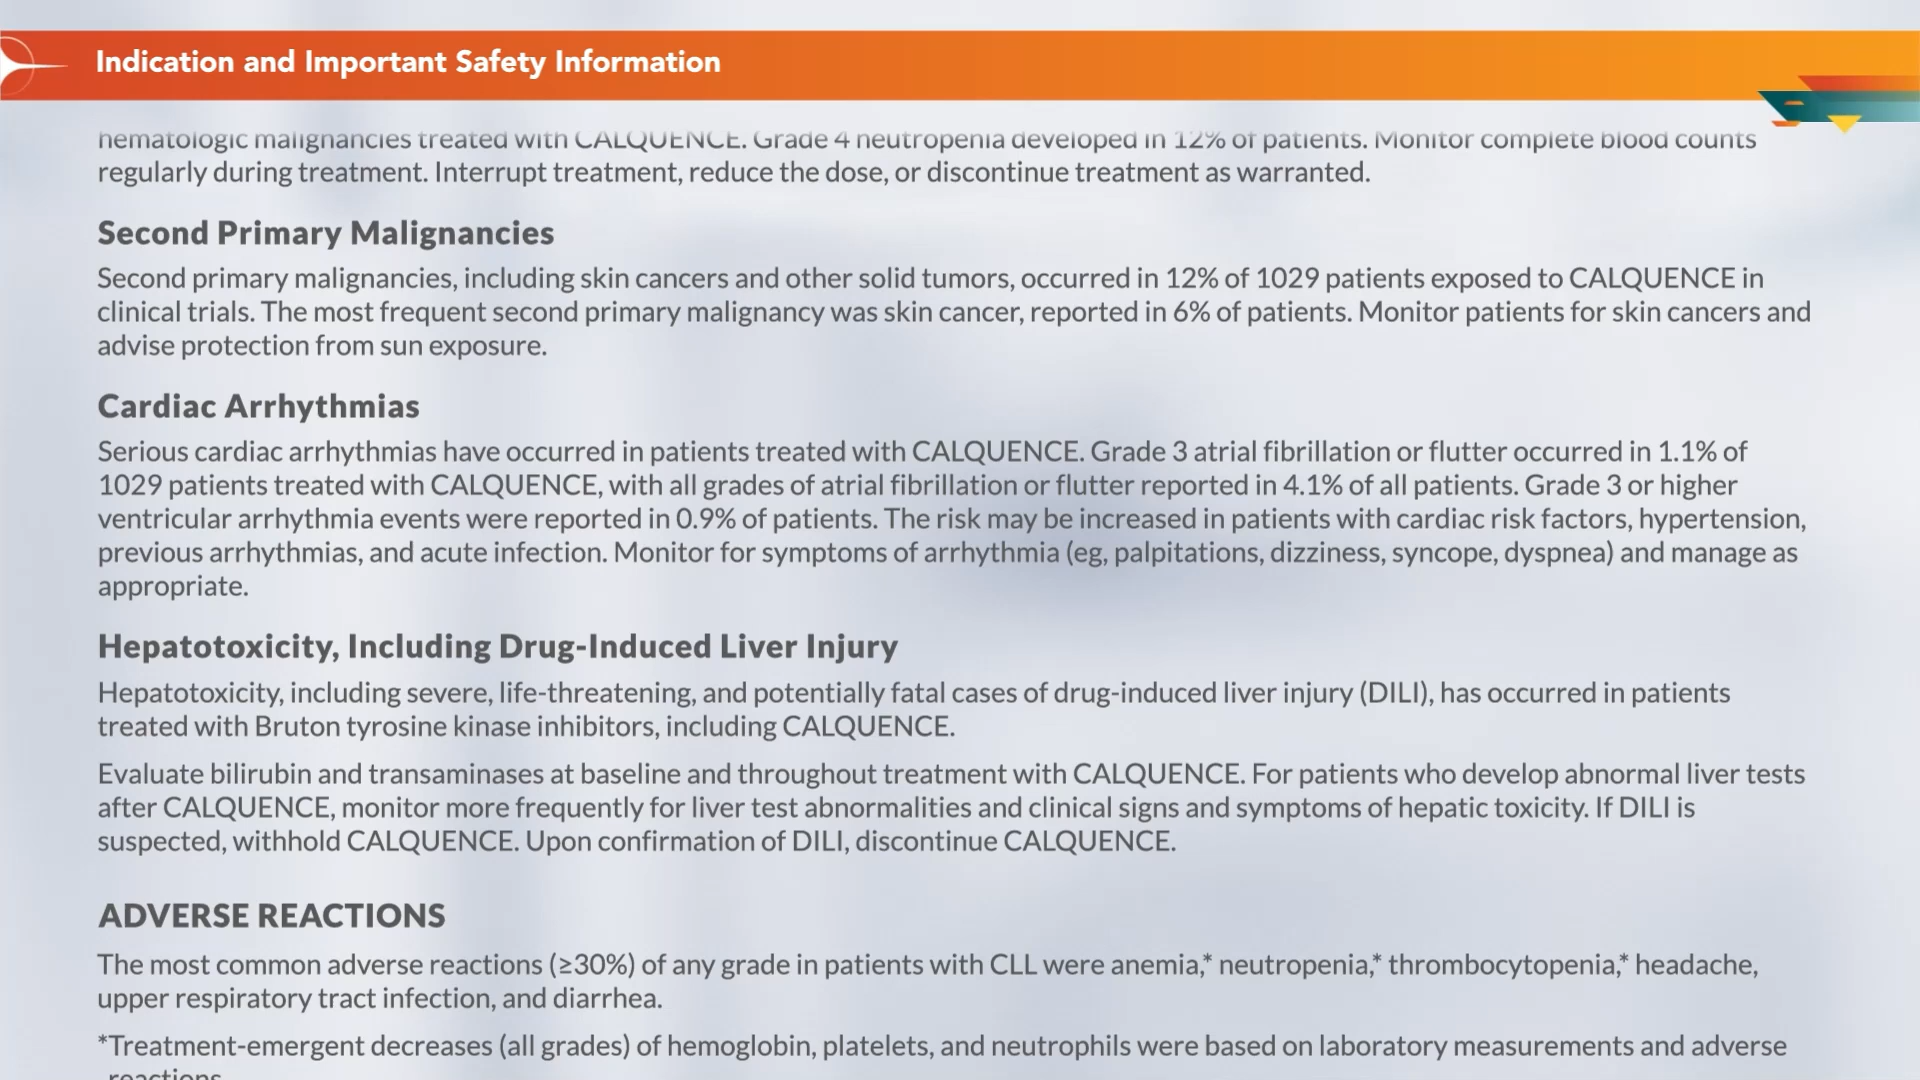 Indication and Important Safety Information
hematologic malignancies treated with CALQUENCE. Grade 4 neutropenia developed in 12% of patients. Monitor complete blood counts
regularly during treatment. Interrupt treatment, reduce the dose, or discontinue treatment as warranted.
Second Primary Malignancies
Second primary malignancies, including skin cancers and other solid tumors, occurred in 12% of 1029 patients exposed to CALQUENCE in
clinical trials. The most frequent second primary malignancy was skin cancer, reported in 6% of patients. Monitor patients for skin cancers and
advise protection from sun exposure.
Cardiac Arrhythmias
Serious cardiac arrhythmias have occurred in patients treated with CALQUENCE. Grade 3 atrial fibrillation or flutter occurred in 1.1% of
1029 patients treated with CALQUENCE, with all grades of atrial fibrillation or flutter reported in 4.1% of all patients. Grade 3 or higher
ventricular arrhythmia events were reported in 0.9% of patients. The risk may be increased in patients with cardiac risk factors, hypertension,
previous arrhythmias, and acute infection. Monitor for symptoms of arrhythmia (eg, palpitations, dizziness, syncope, dyspnea) and manage as
appropriate.
Hepatotoxicity, Including Drug-Induced Liver Injury
Hepatotoxicity, including severe, life-threatening, and potentially fatal cases of drug-induced liver injury (DILI), has occurred in patients
treated with Bruton tyrosine kinase inhibitors, including CALQUENCE.
Evaluate bilirubin and transaminases at baseline and throughout treatment with CALQUENCE. For patients who develop abnormal liver tests
after CALQUENCE, monitor more frequently for liver test abnormalities and clinical signs and symptoms of hepatic toxicity. If DILI is
suspected, withhold CALQUENCE. Upon confirmation of DILI, discontinue CALQUENCE.
ADVERSE REACTIONS
The most common adverse reactions (≥30%) of any grade in patients with CLL were anemia,* neutropenia,* thrombocytopenia,* headache,
upper respiratory tract infection, and diarrhea.
*Treatment-emergent decreases (all grades) of hemoglobin, platelets, and neutrophils were based on laboratory measurements and adverse
reactions.